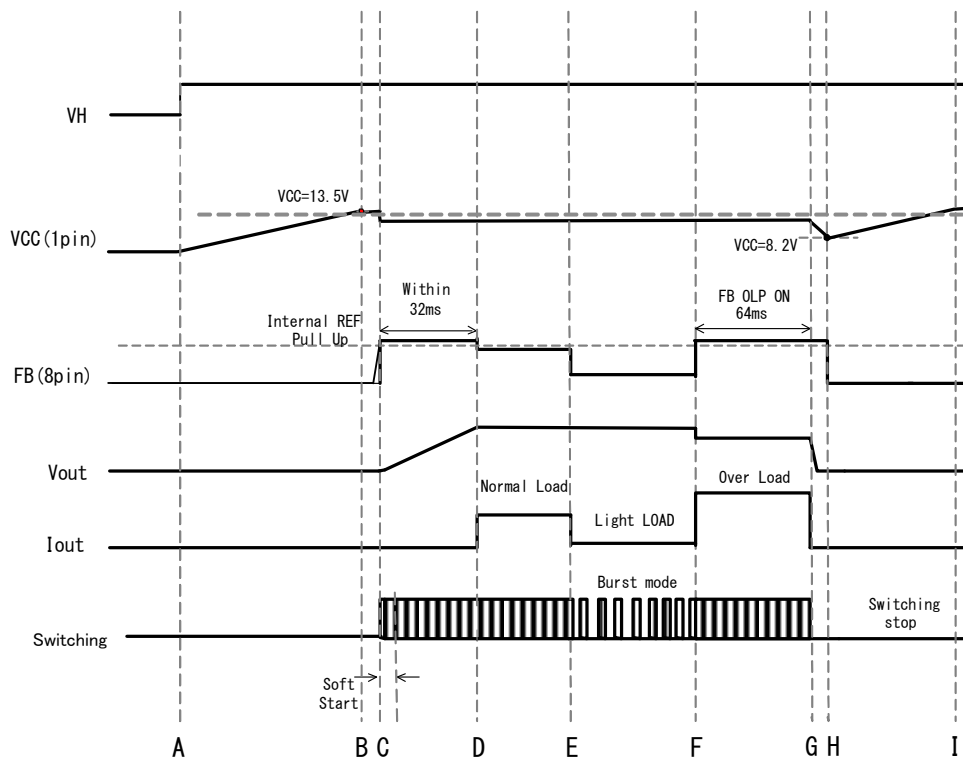 VH
VCC=13.5V
VCC(1pin)
VCC=8.2V
Within
32ms
FB OLP ON
64ms
Internal REF
Pull Up
FB(8pin)
Vout
Normal Load
Over Load
Light LOAD
Iout
Burst mode
Switching
stop
Switching
Soft
Start
A B C D E F G H I